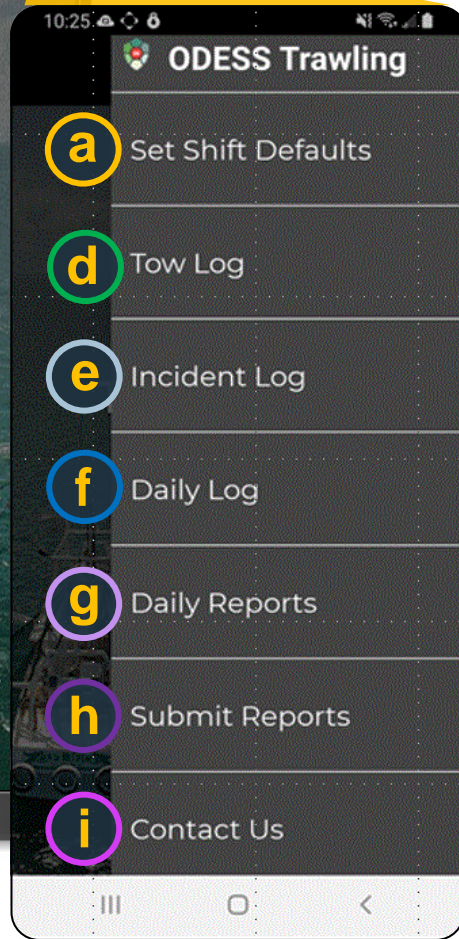 10:25
ODESS Trawling
a Set Shift Defaults
d Tow Log
e Incident Log
f Daily Log
g Daily Reports
h Submit Reports
i Contact Us